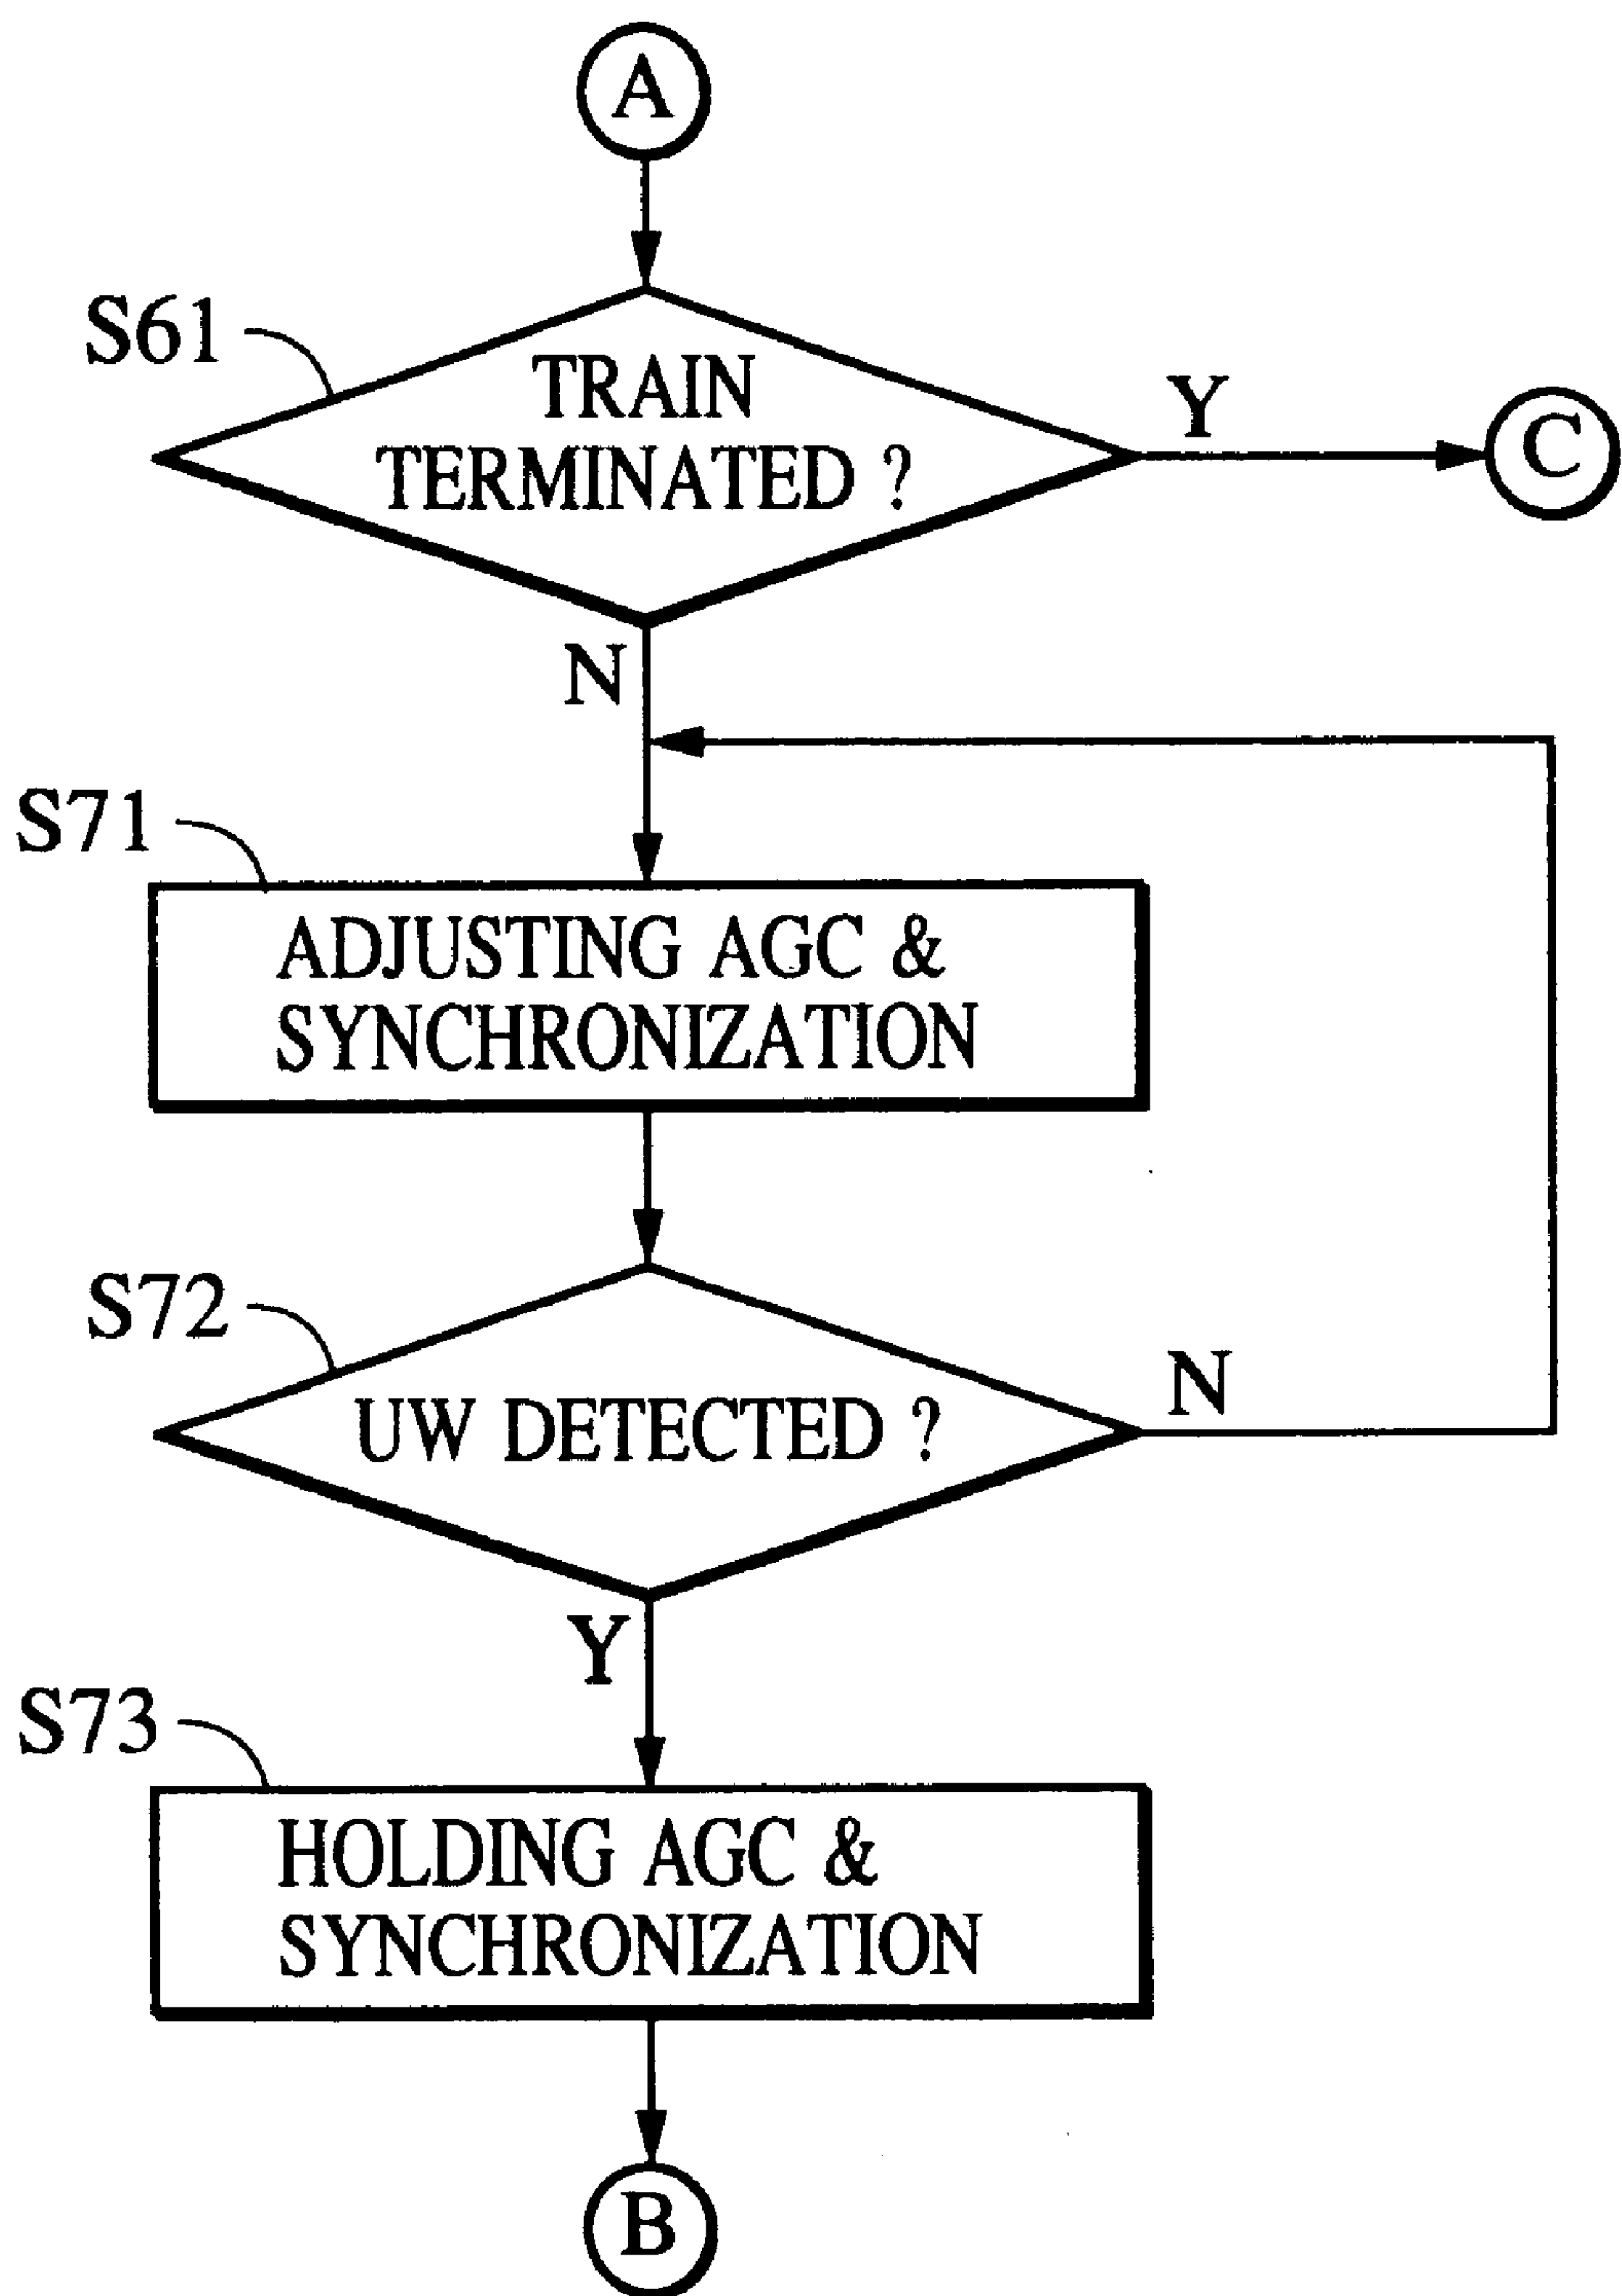 A
S61
TRAIN
TERMINATED ?
Y
C
N
S71
ADJUSTING AGC &
SYNCHRONIZATION
S72
UW DETECTED ?
N
Y
S73
HOLDING AGC &
SYNCHRONIZATION
B